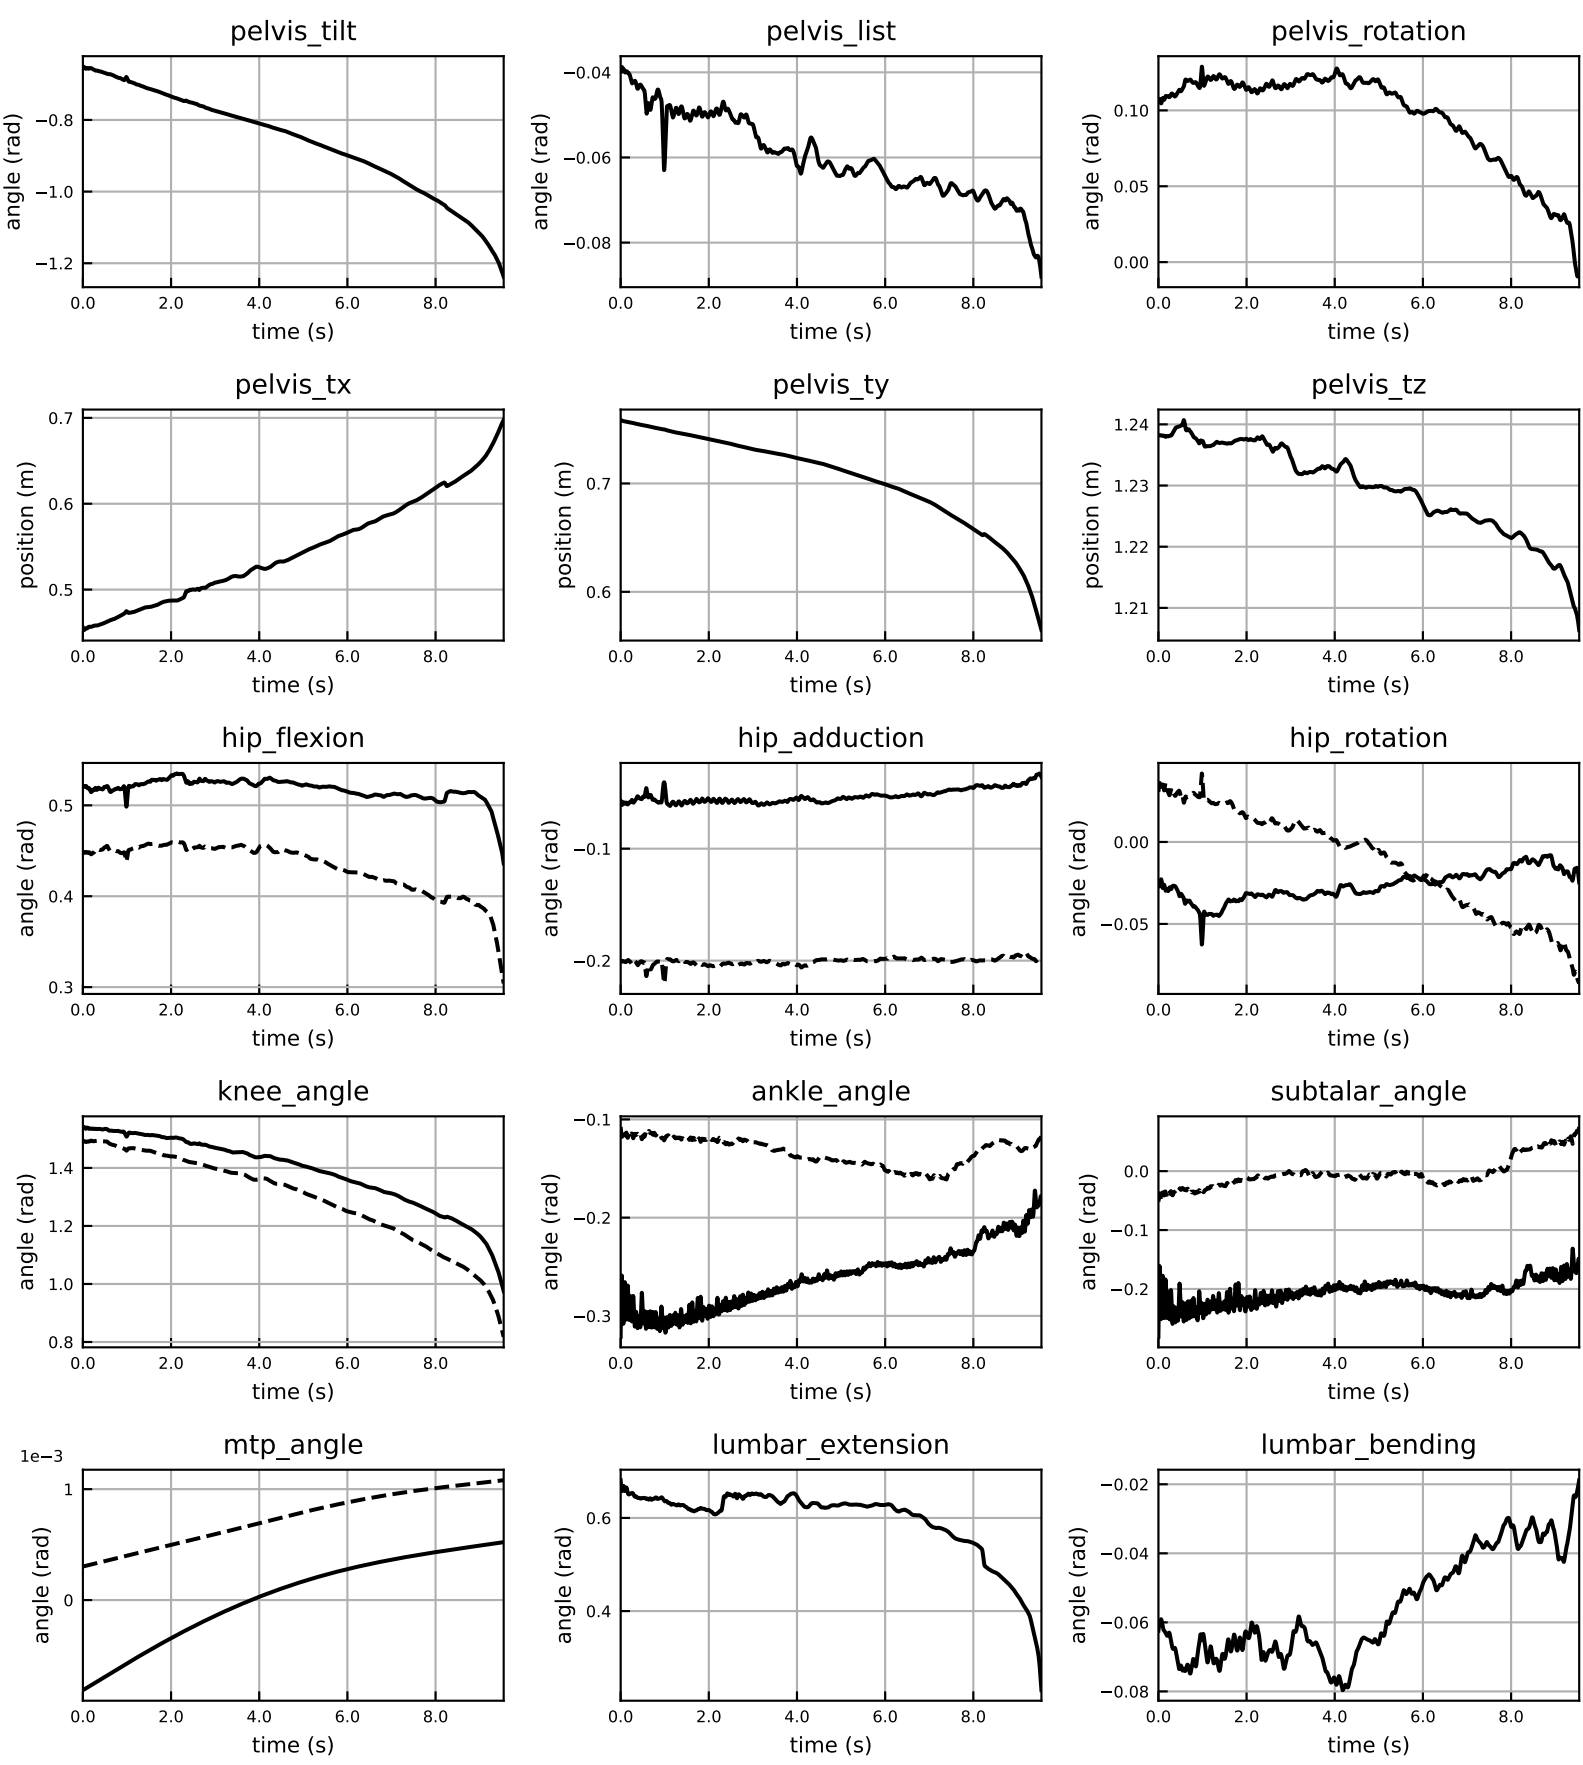 pelvis_tilt
angle (rad)
−0.8
−1.0
−1.2
0.0 2.0 4.0 6.0 8.0
time (s)
pelvis_list
angle (rad)
−0.04
−0.06
−0.08
0.0 2.0 4.0 6.0 8.0
time (s)
pelvis_rotation
angle (rad)
0.10
0.05
0.00
0.0 2.0 4.0 6.0 8.0
time (s)
pelvis_tx
position (m)
0.7
0.6
0.5
0.0 2.0 4.0 6.0 8.0
time (s)
pelvis_ty
position (m)
0.7
0.6
0.0 2.0 4.0 6.0 8.0
time (s)
pelvis_tz
position (m)
1.24
1.23
1.22
1.21
0.0 2.0 4.0 6.0 8.0
time (s)
hip_flexion
angle (rad)
0.5
0.4
0.3
0.0 2.0 4.0 6.0 8.0
time (s)
hip_adduction
angle (rad)
−0.1
−0.2
0.0 2.0 4.0 6.0 8.0
time (s)
hip_rotation
angle (rad)
0.00
−0.05
0.0 2.0 4.0 6.0 8.0
time (s)
knee_angle
angle (rad)
1.4
1.2
1.0
0.8
0.0 2.0 4.0 6.0 8.0
time (s)
ankle_angle
angle (rad)
−0.1
−0.2
−0.3
0.0 2.0 4.0 6.0 8.0
time (s)
subtalar_angle
angle (rad)
0.0
−0.1
−0.2
0.0 2.0 4.0 6.0 8.0
time (s)
mtp_angle
1e−3
angle (rad)
1
0
0.0 2.0 4.0 6.0 8.0
time (s)
lumbar_extension
angle (rad)
0.6
0.4
0.0 2.0 4.0 6.0 8.0
time (s)
lumbar_bending
angle (rad)
−0.02
−0.04
−0.06
−0.08
0.0 2.0 4.0 6.0 8.0
time (s)